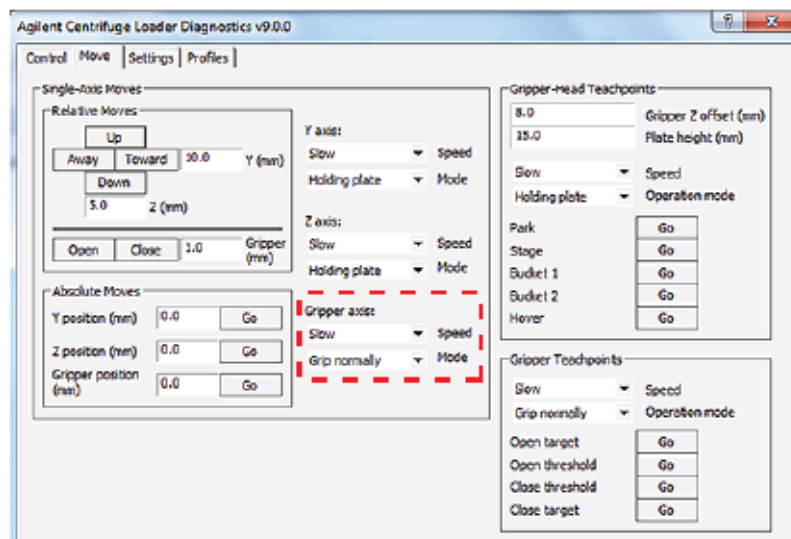 Agilent Centrifuge Loader Diagnostics v9.0.0
Control Move Settings Profiles
Single-Axis Moves
Relative Moves
Up
Away Toward 10.0 Y (mm)
Down
5.0 Z (mm)
Open Close 1.0 Gripper (mm)
Y axis:
Slow Speed
Holding plate Mode
Z axis:
Slow Speed
Holding plate Mode
Absolute Moves
Y position (mm) 0.0 Go
Z position (mm) 0.0 Go
Gripper position (mm) 0.0 Go
Gripper axis:
Slow Speed
Grip normally Mode
Gripper-Head Teachpoints
8.0 Gripper Z offset (mm)
15.0 Plate height (mm)
Slow Speed
Holding plate Operation mode
Park Go
Stage Go
Bucket 1 Go
Bucket 2 Go
Hover Go
Gripper Teachpoints
Slow Speed
Grip normally Operation mode
Open target Go
Open threshold Go
Close threshold Go
Close target Go